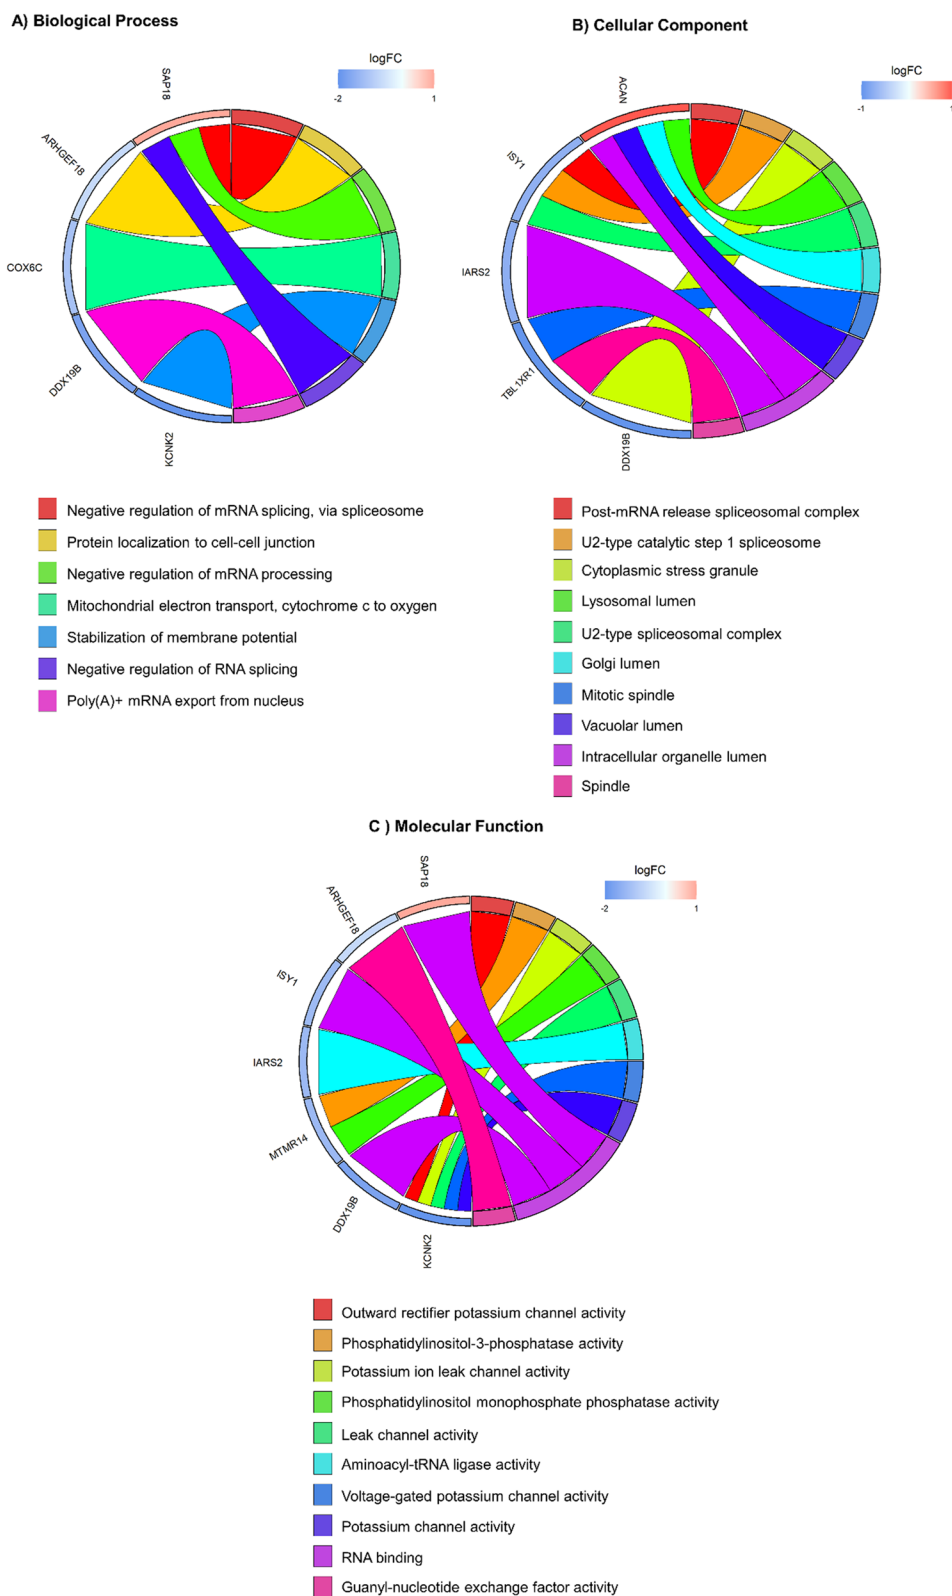 A) Biological Process
logFC
-2 1
SAP18
ARHGEF18
COX6C
DDX19B
KCNK2
Negative regulation of mRNA splicing, via spliceosome
Protein localization to cell-cell junction
Negative regulation of mRNA processing
Mitochondrial electron transport, cytochrome c to oxygen
Stabilization of membrane potential
Negative regulation of RNA splicing
Poly(A)+ mRNA export from nucleus
B) Cellular Component
logFC
-1
ACAN
ISY1
IARS2
TBL1XR1
DDX19B
Post-mRNA release spliceosomal complex
U2-type catalytic step 1 spliceosome
Cytoplasmic stress granule
Lysosomal lumen
U2-type spliceosomal complex
Golgi lumen
Mitotic spindle
Vacuolar lumen
Intracellular organelle lumen
Spindle
C ) Molecular Function
logFC
-2 1
SAP18
ARHGEF18
ISY1
IARS2
MTMR14
DDX19B
KCNK2
Outward rectifier potassium channel activity
Phosphatidylinositol-3-phosphatase activity
Potassium ion leak channel activity
Phosphatidylinositol monophosphate phosphatase activity
Leak channel activity
Aminoacyl-tRNA ligase activity
Voltage-gated potassium channel activity
Potassium channel activity
RNA binding
Guanyl-nucleotide exchange factor activity